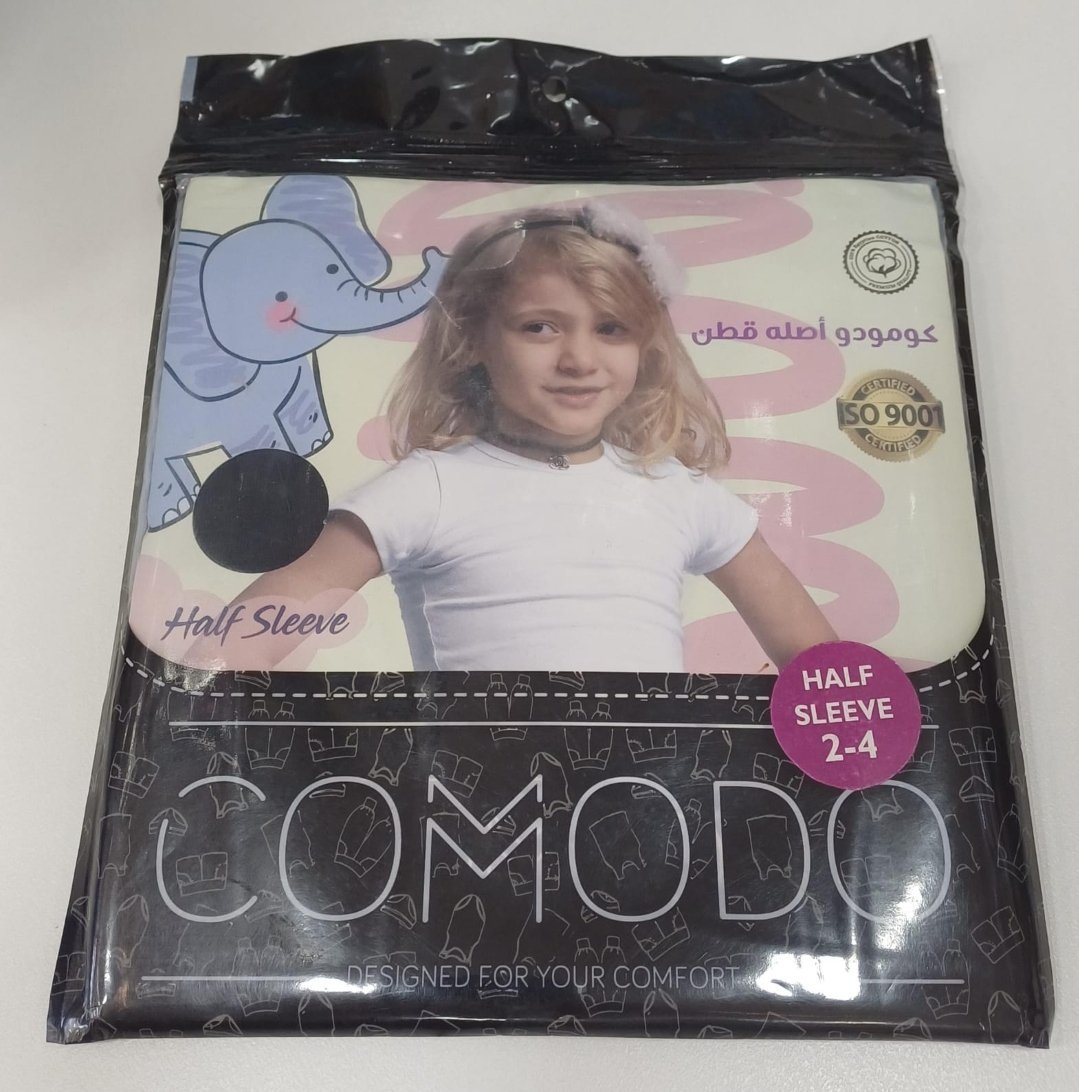 كومودو أصله قطن
CERTIFIED
ISO 9001
CERTIFIED
Half Sleeve
HALF
SLEEVE
2-4
COMODO
DESIGNED FOR YOUR COMFORT